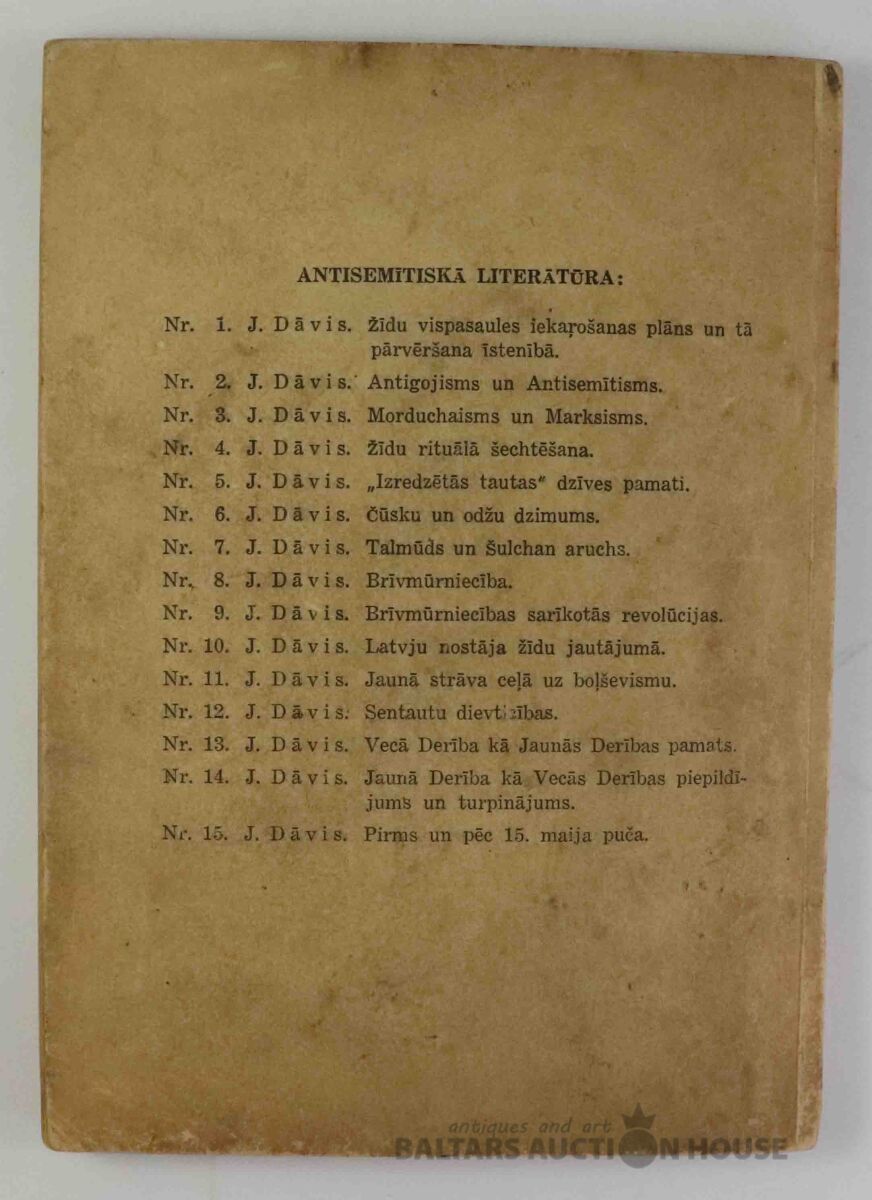 ANTISEMĪTISKĀ LITERĀTŪRA:
Nr. 1. J. Dāvis. Žīdu vispasaules iekaŗošanas plāns un tā
pārvēršana īstenībā.
Nr. 2. J. Dāvis. Antigojisms un Antisemītisms.
Nr. 3. J. Dāvis. Morduchaisms un Marksisms.
Nr. 4. J. Dāvis. Žīdu rituālā šechtēšana.
Nr. 5. J. Dāvis. „Izredzētās tautas" dzīves pamati.
Nr. 6. J. Dāvis. Čūsku un odžu dzimums.
Nr. 7. J. Dāvis. Talmūds un Šulchan aruchs.
Nr. 8. J. Dāvis. Brīvmūrniecība.
Nr. 9. J. Dāvis. Brīvmūrniecības sarīkotās revolūcijas.
Nr. 10. J. Dāvis. Latvju nostāja žīdu jautājumā.
Nr. 11. J. Dāvis. Jaunā strāva ceļā uz boļševismu.
Nr. 12. J. Dāvis. Sentautu dievticības.
Nr. 13. J. Dāvis. Vecā Derība kā Jaunās Derības pamats.
Nr. 14. J. Dāvis. Jaunā Derība kā Vecās Derības piepildī-
jums un turpinājums.
Nr. 15. J. Dāvis. Pirms un pēc 15. maija puča.
antiques and art
BALTARS AUCTION HOUSE